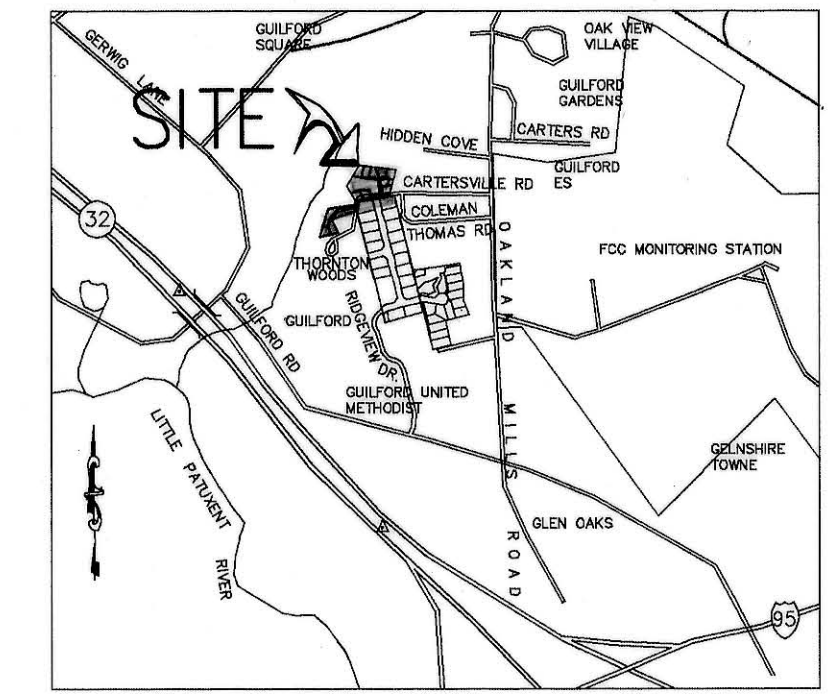 GUILFORD
SQUARE
OAK VIEW
VILLAGE
GERWIG LANE
GUILFORD
GARDENS
SITE
CARTERS RD
HIDDEN COVE
GUILFORD
ES
CARTERSVILLE RD
32
COLEMAN
THOMAS RD
OAKLAND MILLS ROAD
FCC MONITORING STATION
THORNTON
WOODS
GUILFORD RD
GUILFORD
RIDGEVIEW DR.
GUILFORD UNITED
METHODIST
LITTLE PATUXENT
RIVER
GELNSHIRE
TOWNE
GLEN OAKS
95